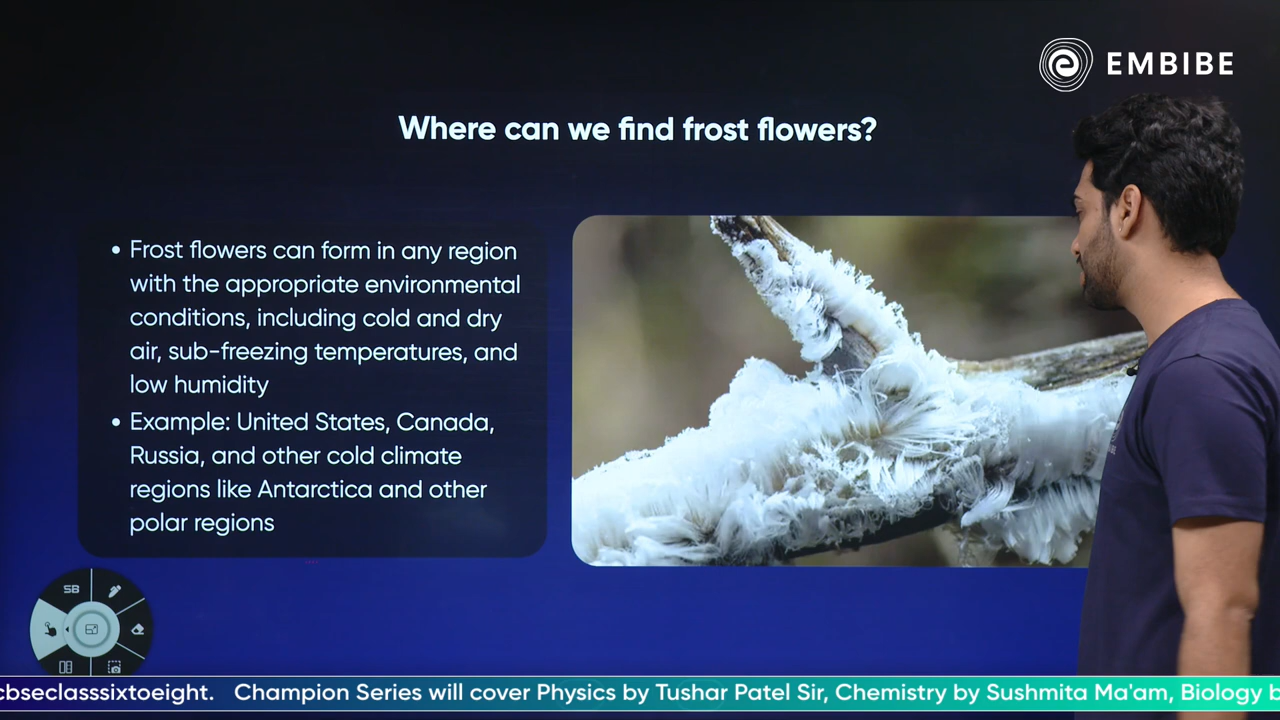 EMBIBE
Where can we find frost flowers?
• Frost flowers can form in any region
with the appropriate environmental
conditions, including cold and dry
air, sub-freezing temperatures, and
low humidity
• Example: United States, Canada,
Russia, and other cold climate
regions like Antarctica and other
polar regions
SB
cbseclasssixtoeight. Champion Series will cover Physics by Tushar Patel Sir, Chemistry by Sushmita Ma'am, Biology b